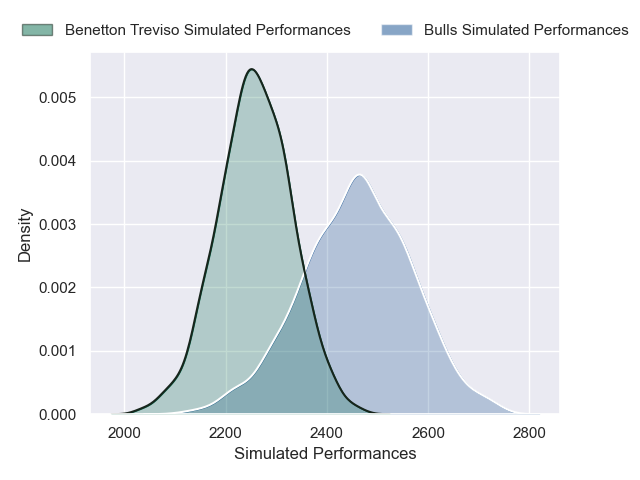 Benetton Treviso Simulated Performances
Bulls Simulated Performances
Density
0.005
0.004
0.003
0.002
0.001
0.000
2000
2200
2400
2600
2800
Simulated Performances